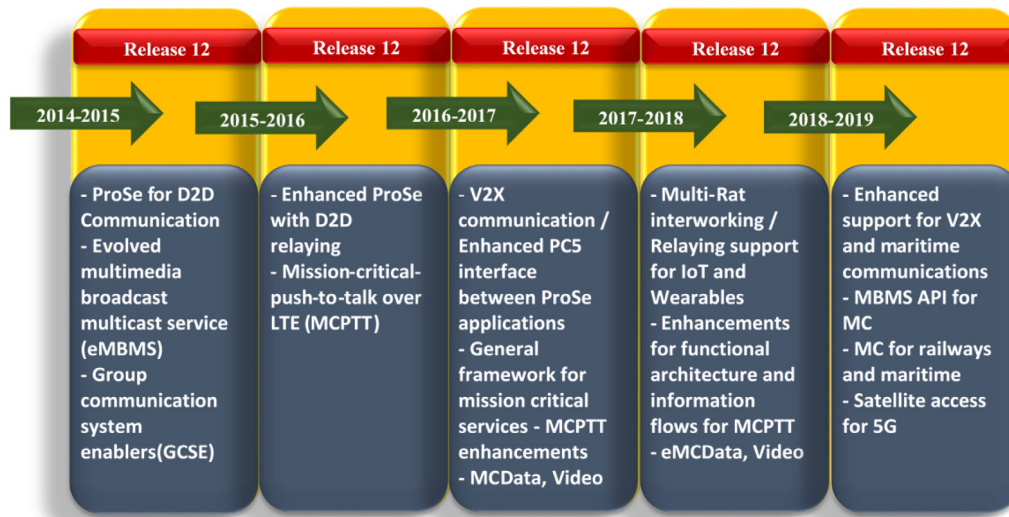 Release 12
2014-2015
- ProSe for D2D
Communication
- Evolved
multimedia
broadcast
multicast service
(eMBMS)
- Group
communication
system
enablers(GCSE)
Release 12
2015-2016
- Enhanced ProSe
with D2D
relaying
- Mission-critical-
push-to-talk over
LTE (MCPTT)
Release 12
2016-2017
- V2X
communication /
Enhanced PC5
interface
between ProSe
applications
- General
framework for
mission critical
services - MCPTT
enhancements
- MCData, Video
Release 12
2017-2018
- Multi-Rat
interworking /
Relaying support
for IoT and
Wearables
- Enhancements
for functional
architecture and
information
flows for MCPTT
- eMCData, Video
Release 12
2018-2019
- Enhanced
support for V2X
and maritime
communications
- MBMS API for
MC
- MC for railways
and maritime
- Satellite access
for 5G